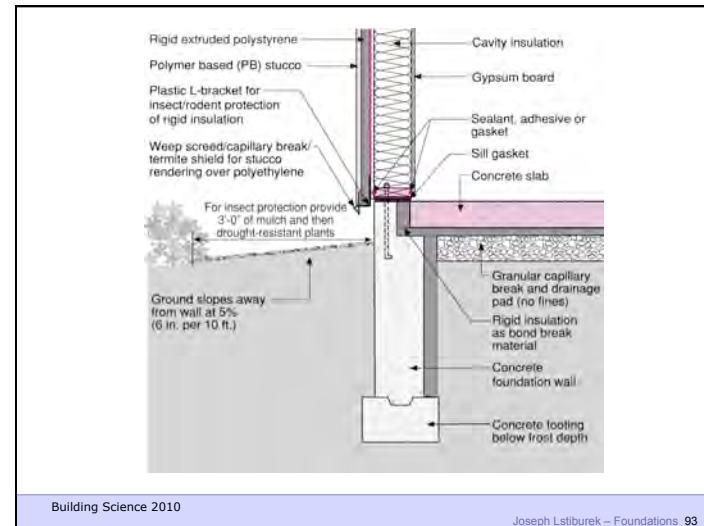 Rigid extruded polystyrene
Polymer based (PB) stucco
Plastic L-bracket for
insect/rodent protection
of rigid insulation
Weep screed/capillary break/
termite shield for stucco
rendering over polyethylene
For insect protection provide
3'-0" of mulch and then
drought-resistant plants
Ground slopes away
from wall at 5%
(6 in. per 10 ft.)
Cavity insulation
Gypsum board
Sealant, adhesive or
gasket
Sill gasket
Concrete slab
Granular capillary
break and drainage
pad (no fines)
Rigid insulation
as bond break
material
Concrete
foundation wall
Concrete footing
below frost depth
Building Science 2010
Joseph Lstiburek – Foundations 93